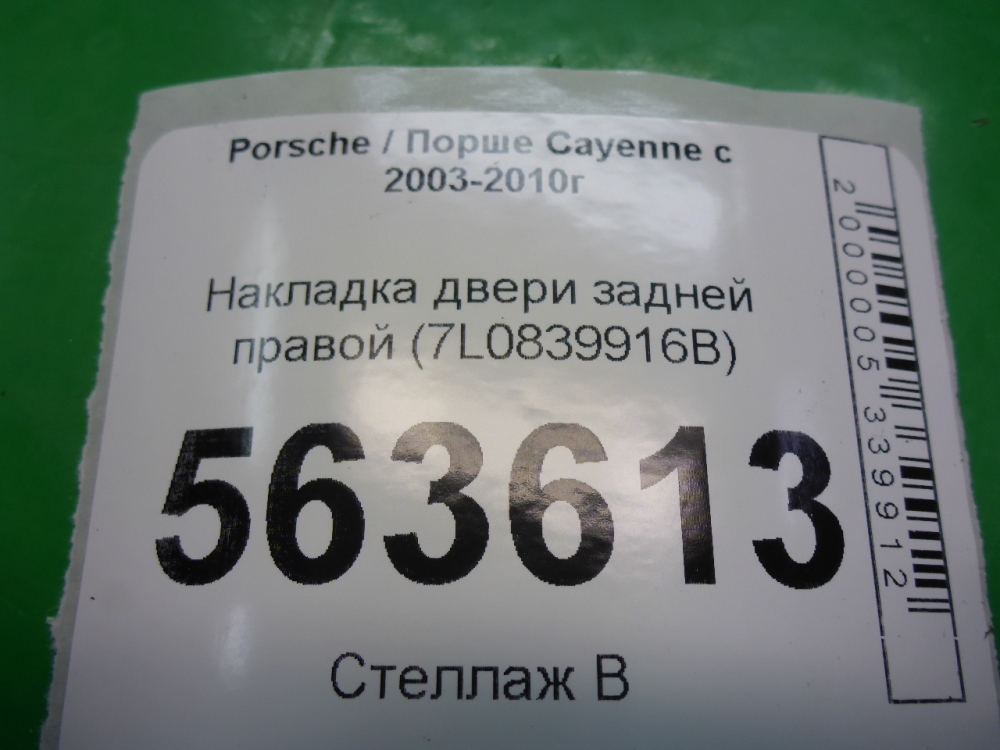 Porsche / Порше Cayenne с
2003-2010г
Накладка двери задней
правой (7L0839916B)
563613
Стеллаж В
2000005339912